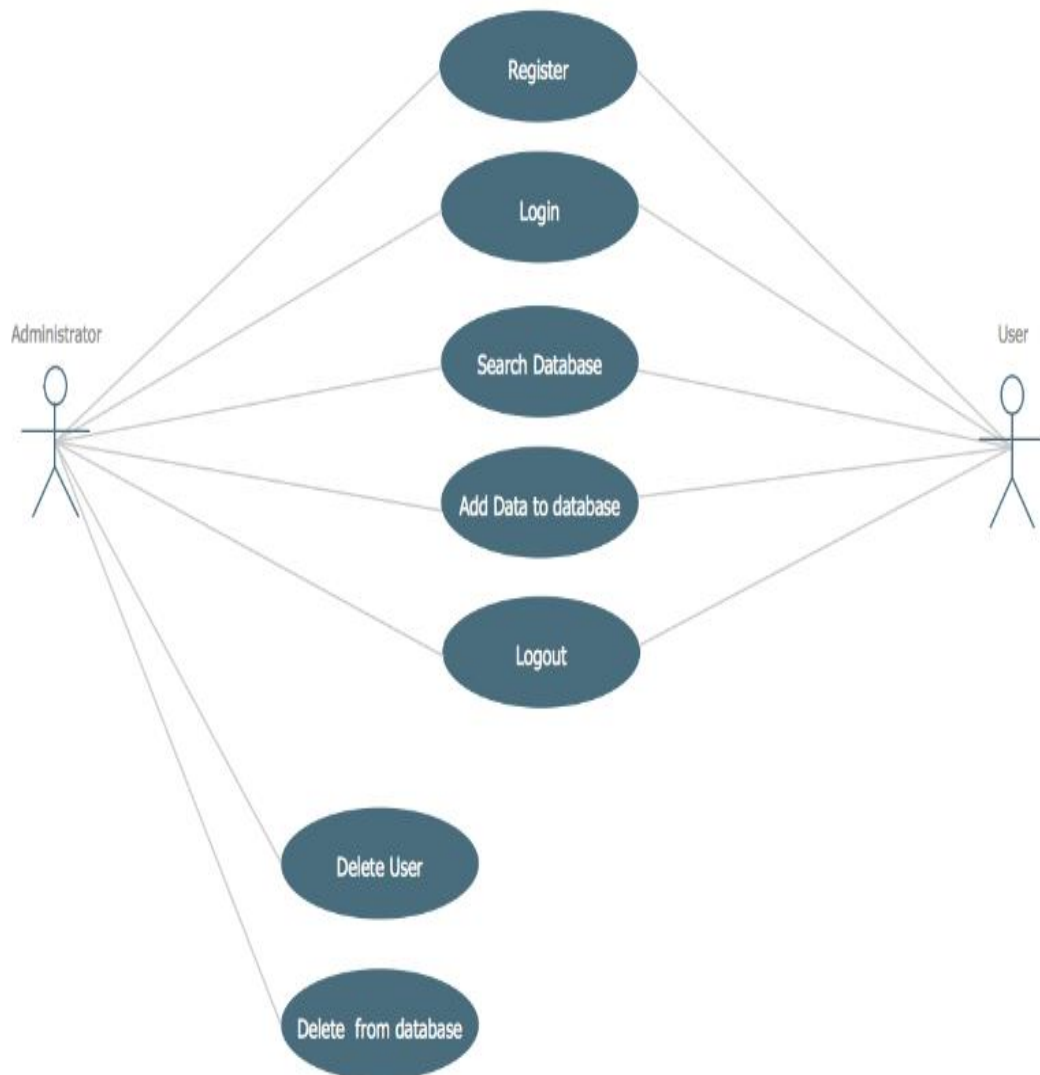 Register
Login
Administrator
User
Search Database
Add Data to database
Logout
Delete User
Delete from database